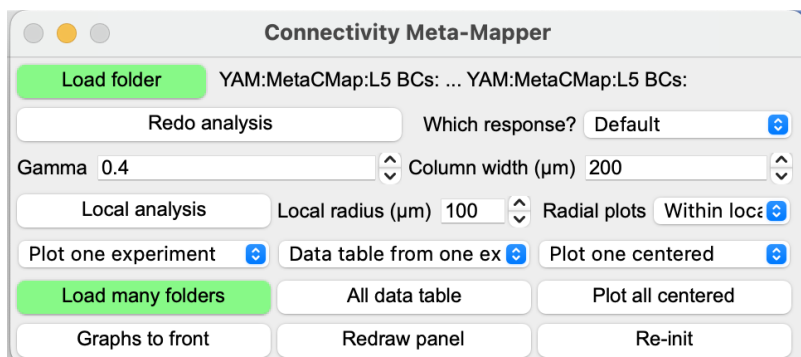 Connectivity Meta-Mapper
Load folder YAM:MetaCMap:L5 BCs: ... YAM:MetaCMap:L5 BCs:
Redo analysis Which response? Default
Gamma 0.4 Column width (µm) 200
Local analysis Local radius (µm) 100 Radial plots Within loca
Plot one experiment Data table from one ex Plot one centered
Load many folders All data table Plot all centered
Graphs to front Redraw panel Re-init